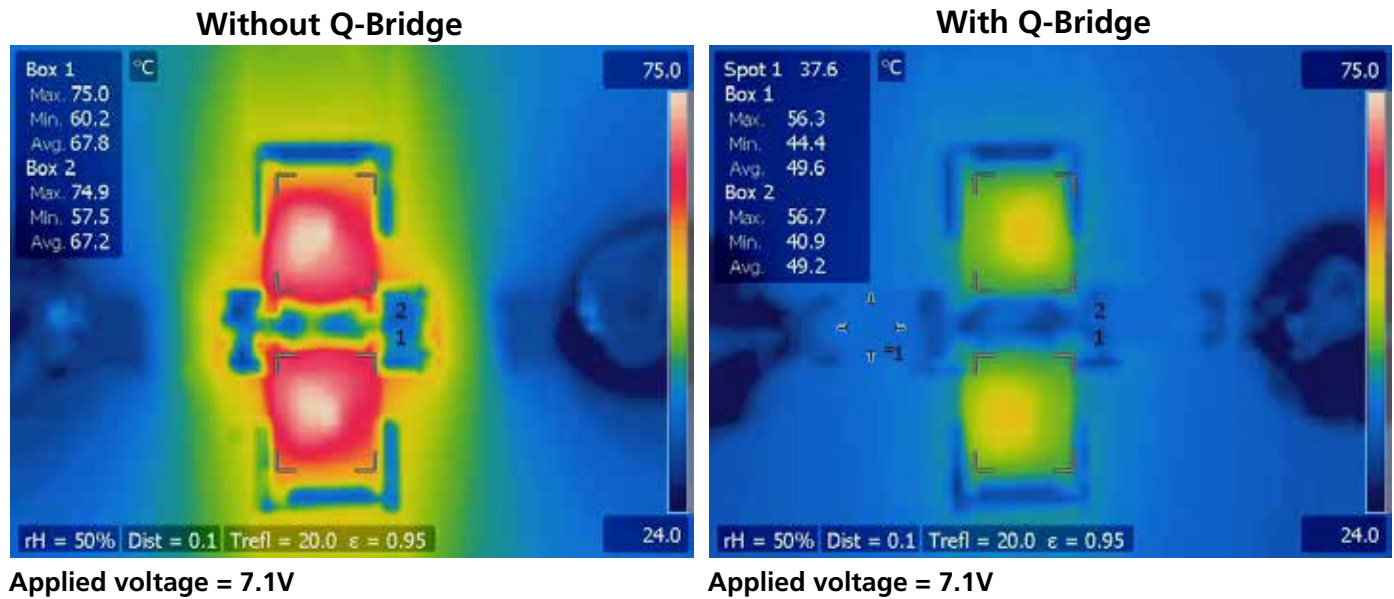 Without Q-Bridge
Box 1
°C
Max. 75.0
Min. 60.2
Avg. 67.8
Box 2
Max. 74.9
Min. 57.5
Avg. 67.2
75.0
24.0
2
1
rH = 50% Dist = 0.1 Trefl = 20.0 ε = 0.95
Applied voltage = 7.1V
With Q-Bridge
Spot 1 37.6
°C
Box 1
Max. 56.3
Min. 44.4
Avg. 49.6
Box 2
Max. 56.7
Min. 40.9
Avg. 49.2
75.0
24.0
2
1
1
rH = 50% Dist = 0.1 Trefl = 20.0 ε = 0.95
Applied voltage = 7.1V